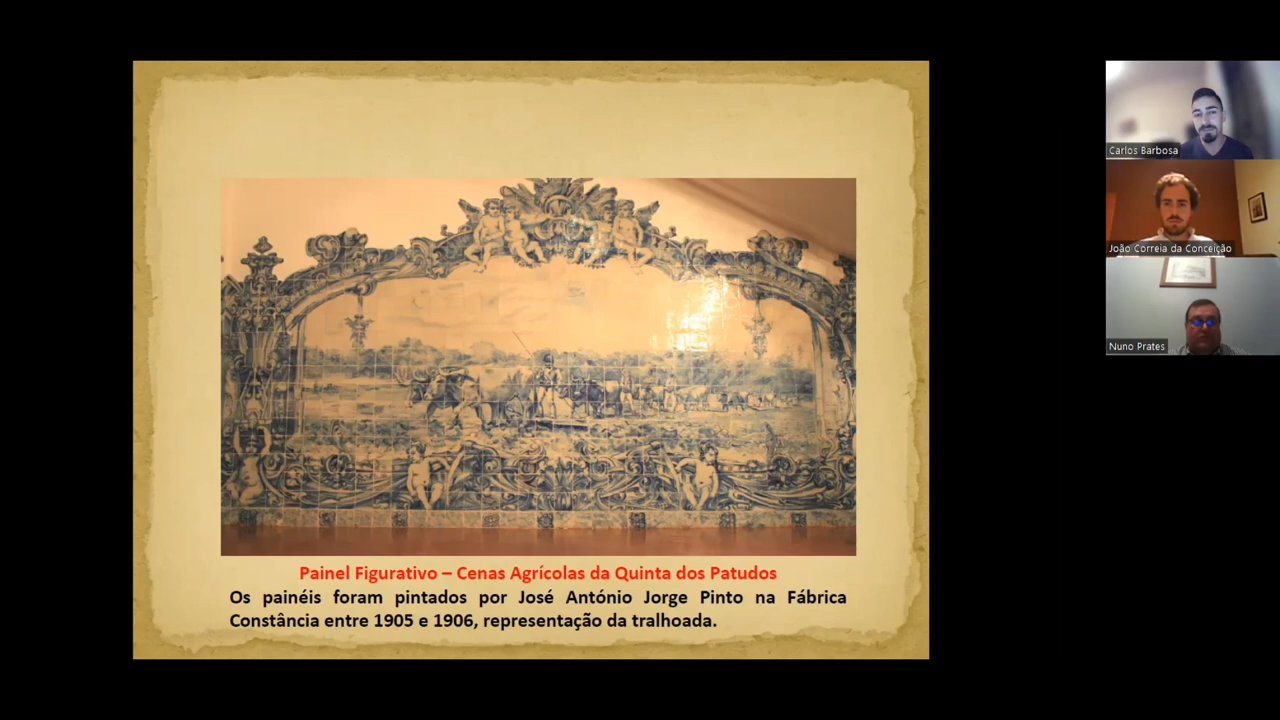 Painel Figurativo – Cenas Agrícolas da Quinta dos Patudos
Os painéis foram pintados por José António Jorge Pinto na Fábrica
Constância entre 1905 e 1906, representação da tralhoada.
Carlos Barbosa
João Correia da Conceição
Nuno Prates